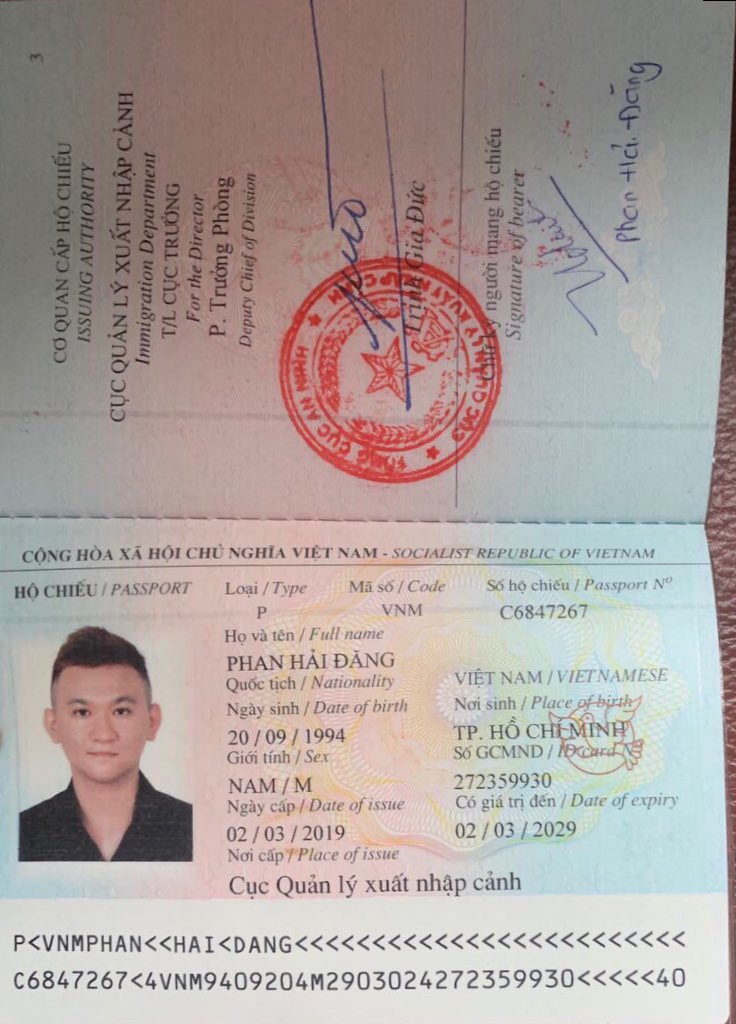 3
CƠ QUAN CẤP HỘ CHIẾU
ISSUING AUTHORITY
CỤC QUẢN LÝ XUẤT NHẬP CẢNH
Immigration Department
T/L CỤC TRƯỞNG
For the Director
P. Trưởng Phòng
Deputy Chief of Division
Trình Gia Đức
Chữ ký người mang hộ chiếu
Signature of bearer
Phan Hải Đăng
CỘNG HÒA XÃ HỘI CHỦ NGHĨA VIỆT NAM - SOCIALIST REPUBLIC OF VIETNAM
HỘ CHIẾU / PASSPORT Loại / Type Mã số / Code Số hộ chiếu / Passport Nº
P VNM C6847267
Họ và tên / Full name
PHAN HẢI ĐĂNG
Quốc tịch / Nationality VIỆT NAM / VIETNAMESE
Ngày sinh / Date of birth Nơi sinh / Place of birth
20 / 09 / 1994 TP. HỒ CHÍ MINH
Giới tính / Sex Số GCMND / ID card
NAM / M 272359930
Ngày cấp / Date of issue Có giá trị đến / Date of expiry
02 / 03 / 2019 02 / 03 / 2029
Nơi cấp / Place of issue
Cục Quản lý xuất nhập cảnh
P<VNMPHAN<<HAI<DANG<<<<<<<<<<<<<<<<<<<<<<<<<
C6847267<4VNM9409204M2903024272359930<<<<<40